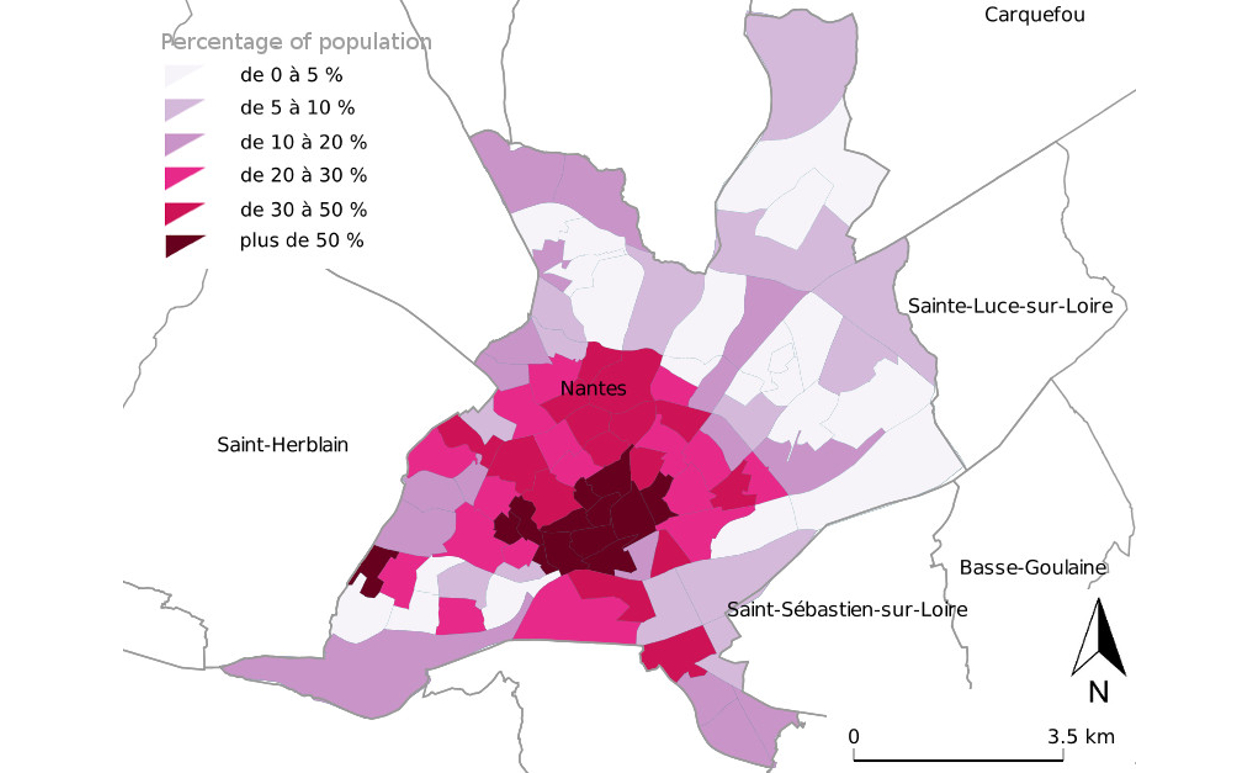 Carquefou
Percentage of population
de 0 à 5 %
de 5 à 10 %
de 10 à 20 %
de 20 à 30 %
de 30 à 50 %
plus de 50 %
Sainte-Luce-sur-Loire
Nantes
Saint-Herblain
Basse-Goulaine
Saint-Sébastien-sur-Loire
N
0 3.5 km